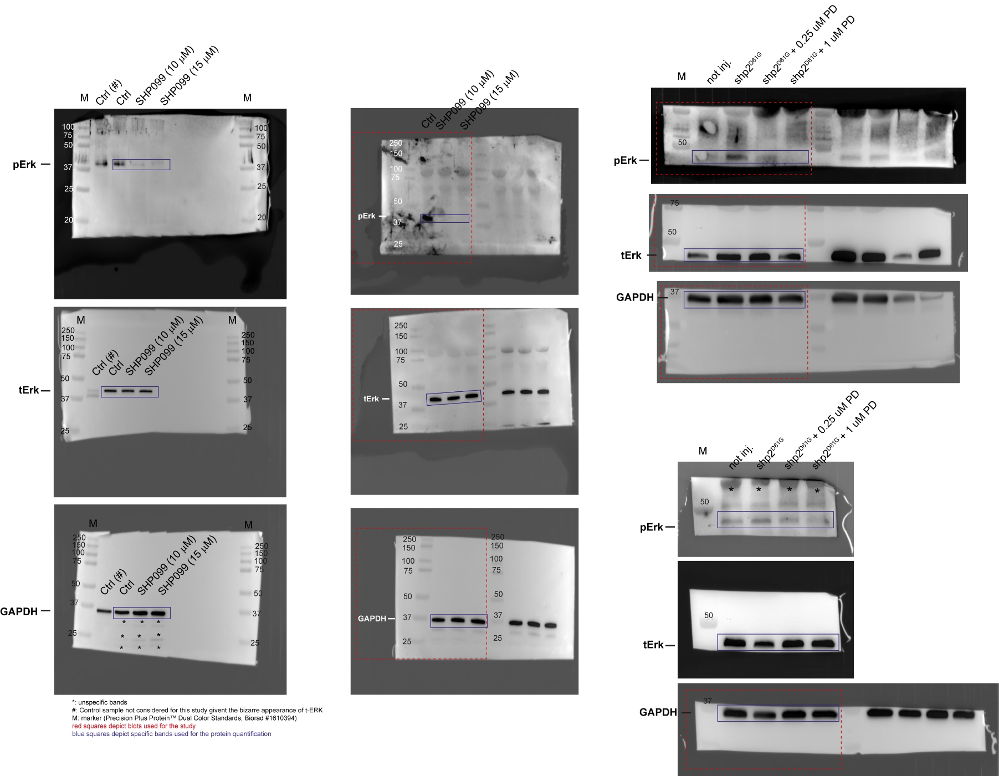 M
Ctrl (#)
Ctrl
SHP099 (10 µM)
SHP099 (15 µM)
M
100
75
50
37
25
20
100
75
50
37
25
20
pErk
M
Ctrl (#)
Ctrl
SHP099 (10 µM)
SHP099 (15 µM)
M
250
150
100
75
50
37
25
250
150
100
75
50
37
25
tErk
M
Ctrl (#)
Ctrl
SHP099 (10 µM)
SHP099 (15 µM)
M
250
150
100
75
50
37
25
250
150
100
75
50
37
25
GAPDH
* * *
* * *
* * *
*: unspecific bands
#: Control sample not considered for this study givent the bizarre appearance of t-ERK
M: marker (Precision Plus Protein™ Dual Color Standards, Biorad #1610394)
red squares depict blots used for the study
blue squares depict specific bands used for the protein quantification
Ctrl
SHP099 (10 µM)
SHP099 (15 µM)
250
150
100
75
50
37
25
pErk
250
150
100
75
50
37
25
tErk
250
150
100
75
50
37
25
250
150
100
75
50
37
25
GAPDH
M
not inj.
shp2D61G
shp2D61G + 0.25 uM PD
shp2D61G + 1 uM PD
50
pErk
75
50
tErk
37
GAPDH
M
not inj.
shp2D61G
shp2D61G + 0.25 uM PD
shp2D61G + 1 uM PD
* * * *
50
pErk
50
tErk
37
GAPDH